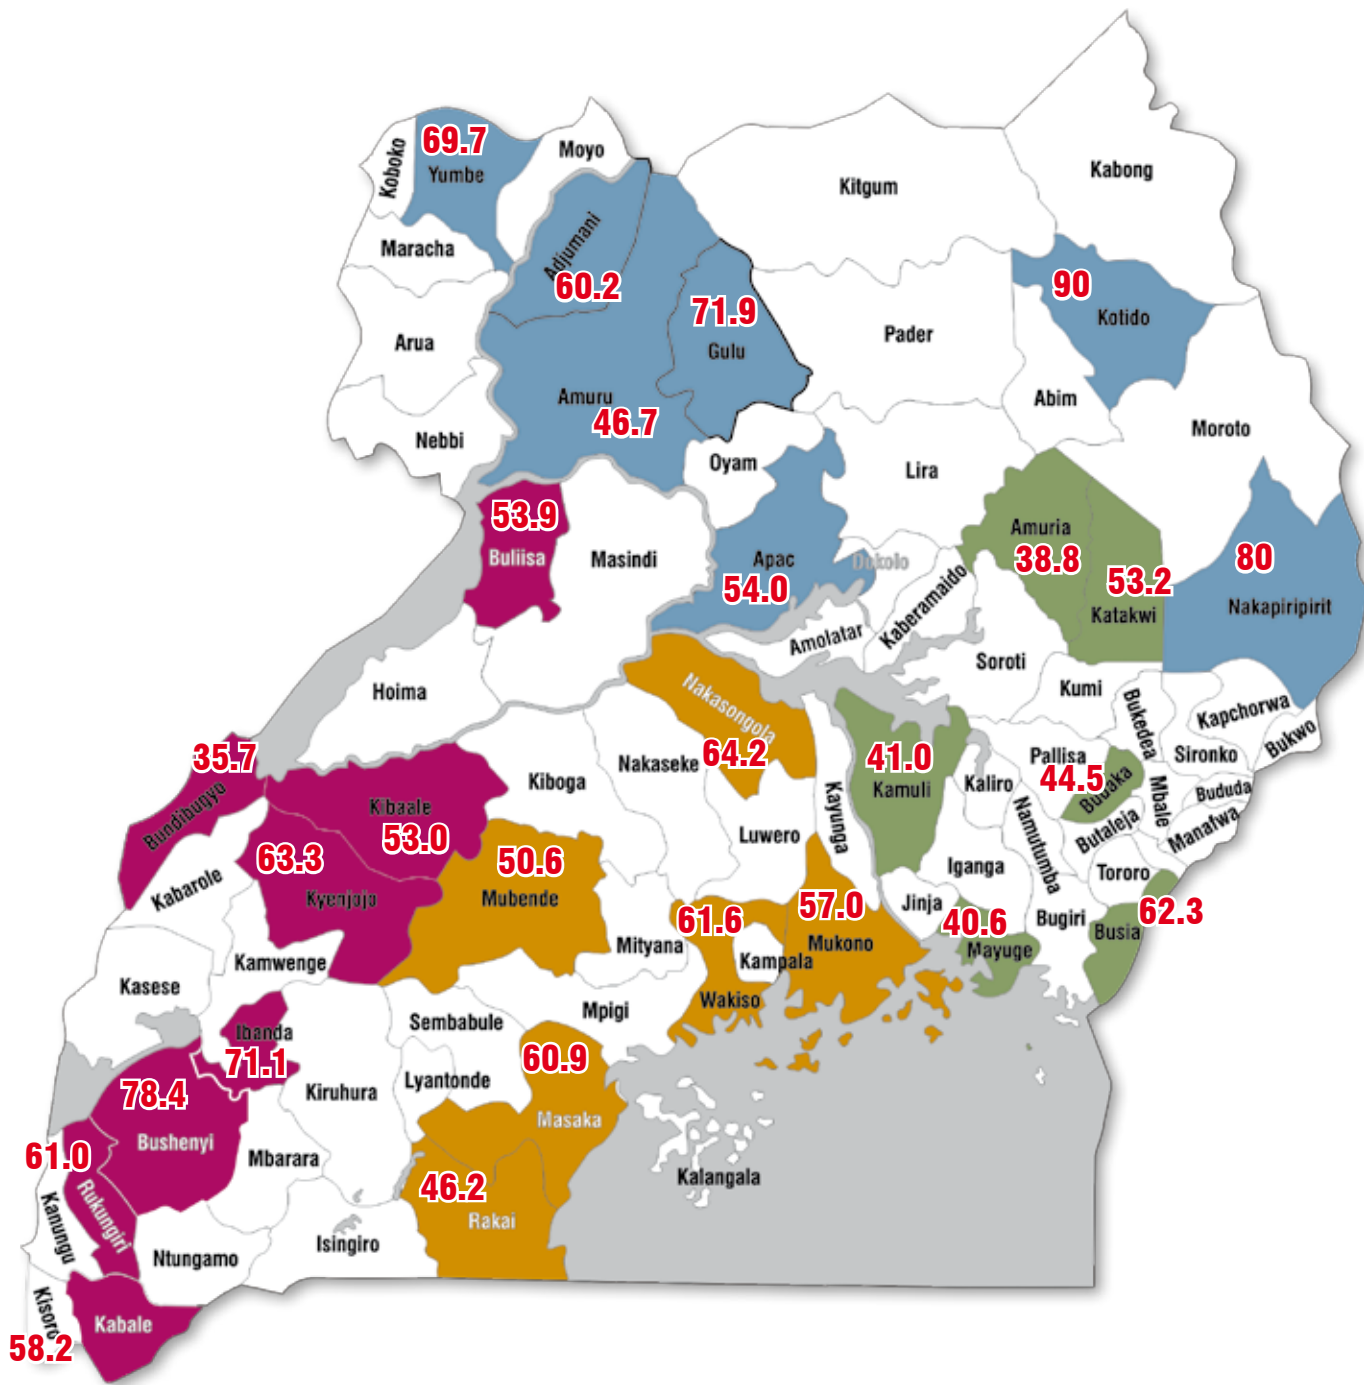 69.7
Yumbe
Koboko
Moyo
Kabong
Kitgum
Maracha
Adjumani
60.2
90
Kotido
71.9
Gulu
Pader
Arua
Amuru
46.7
Abim
Moroto
Nebbi
Oyam
Lira
53.9
Buliisa
Masindi
Apac
54.0
Dokolo
Amuria
38.8
53.2
Katakwi
80
Nakapiripirit
Kaberamaido
Amolatar
Soroti
Kumi
Hoima
Nakasongola
64.2
Bukedea
Kapchorwa
Bukwo
Sironko
35.7
Bundibugyo
Kibaale
53.0
Kiboga
Nakaseke
Kayunga
41.0
Kamuli
Kaliro
Pallisa
44.5
Mbale
Bududa
Manafwa
Butaleja
Namutumba
Luwero
63.3
Kyenjojo
50.6
Mubende
Kabarole
Iganga
Tororo
62.3
Busia
Jinja
40.6
Mayuge
Bugiri
61.6
57.0
Mukono
Kampala
Mityana
Wakiso
Kamwenge
Kasese
Mpigi
Sembabule
Ibanda
71.1
60.9
Masaka
Lyantonde
Kiruhura
78.4
Bushenyi
Mbarara
61.0
Rukungiri
Kanungu
46.2
Rakai
Kalangala
Ntungamo
Isingiro
Kisoro
58.2
Kabale